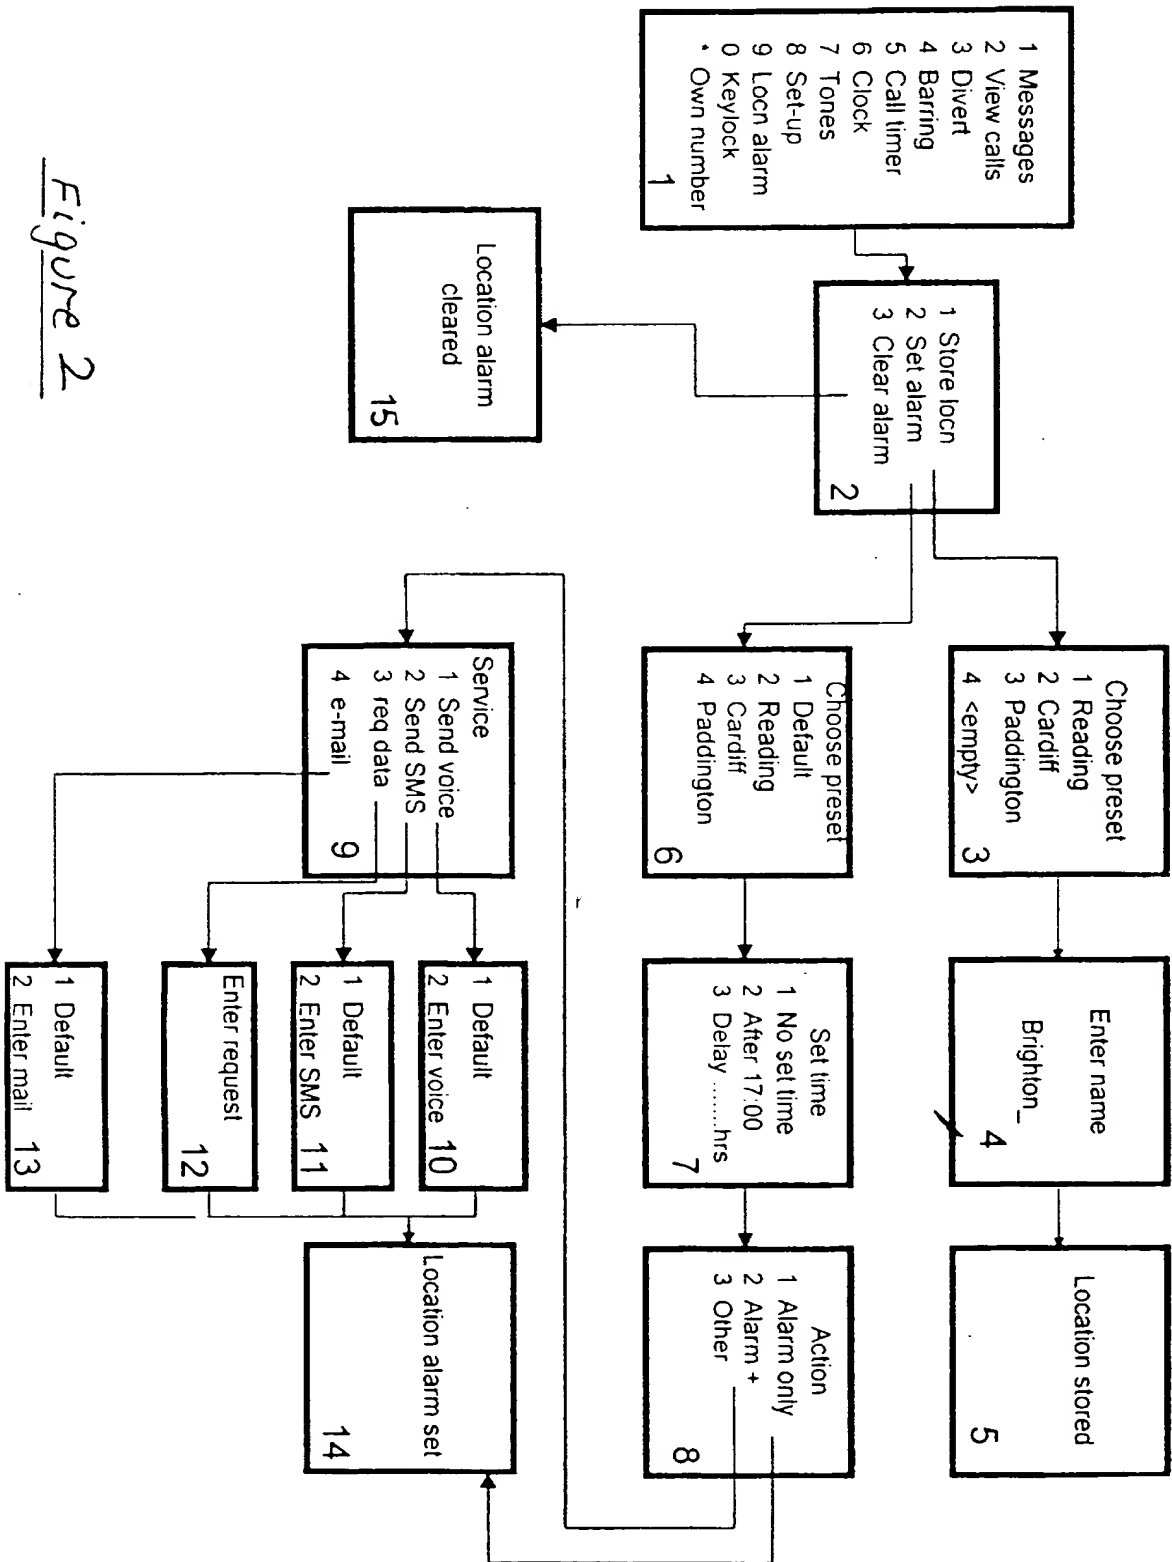 1 Messages
2 View calls
3 Divert
4 Barring
5 Call timer
6 Clock
7 Tones
8 Set-up
9 Locn alarm
0 Keylock
* Own number
1
1 Store locn
2 Set alarm
3 Clear alarm
2
Choose preset
1 Reading
2 Cardiff
3 Paddington
4 <empty>
3
Enter name
Brighton_
4
Location stored
5
Choose preset
1 Default
2 Reading
3 Cardiff
4 Paddington
6
Set time
1 No set time
2 After 17:00
3 Delay ........hrs
7
Action
1 Alarm only
2 Alarm +
3 Other
8
Service
1 Send voice
2 Send SMS
3 req data
4 e-mail
9
1 Default
2 Enter voice
10
1 Default
2 Enter SMS
11
Enter request
12
1 Default
2 Enter mail
13
Location alarm set
14
Location alarm
cleared
15
Figure 2